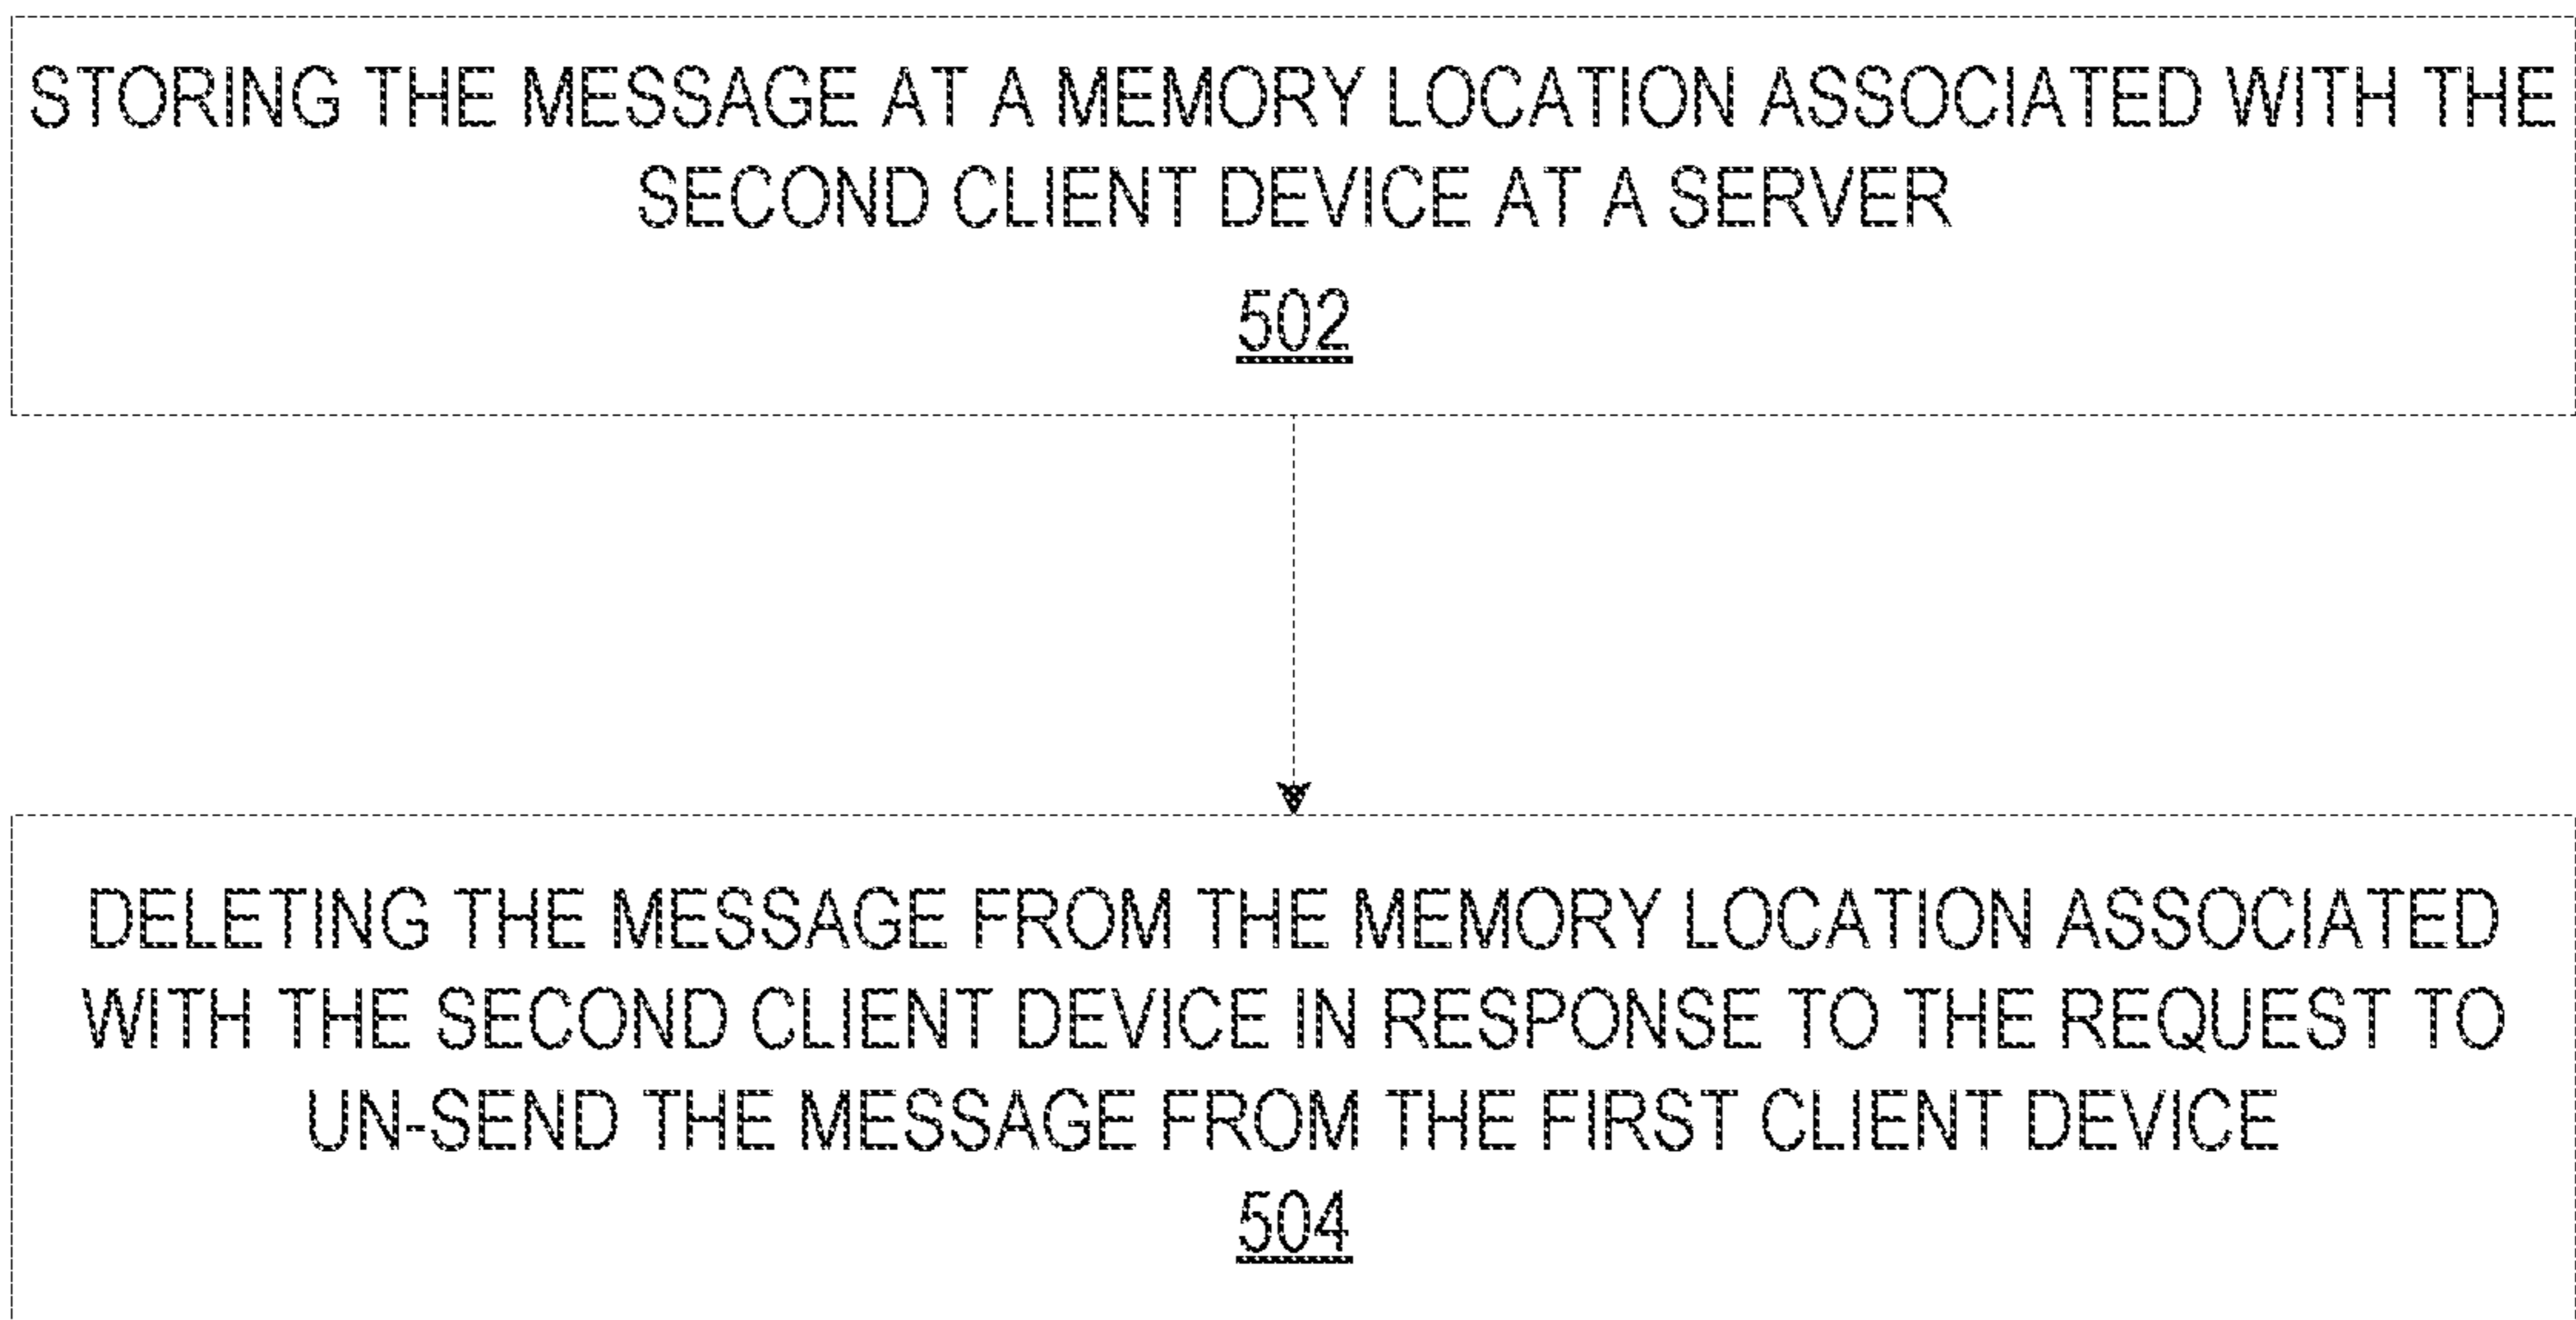 STORING THE MESSAGE AT A MEMORY LOCATION ASSOCIATED WITH THE
SECOND CLIENT DEVICE AT A SERVER
502
DELETING THE MESSAGE FROM THE MEMORY LOCATION ASSOCIATED
WITH THE SECOND CLIENT DEVICE IN RESPONSE TO THE REQUEST TO
UN-SEND THE MESSAGE FROM THE FIRST CLIENT DEVICE
504